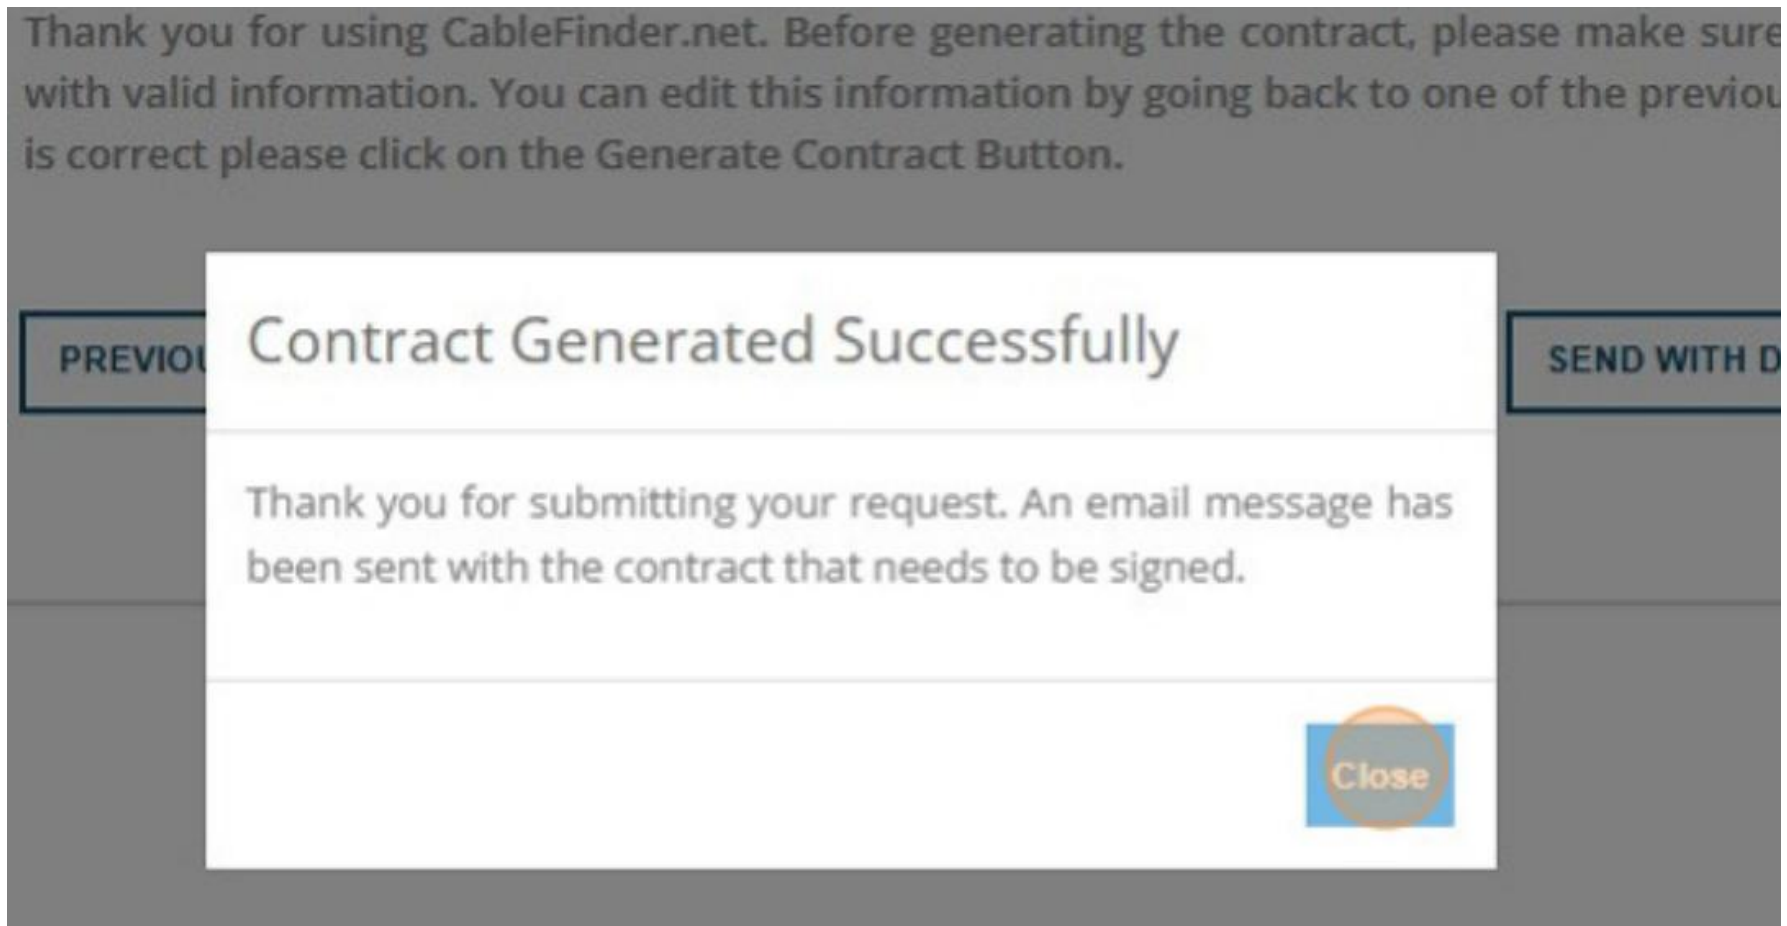 Thank you for using CableFinder.net. Before generating the contract, please make sure
with valid information. You can edit this information by going back to one of the previou
is correct please click on the Generate Contract Button.
Contract Generated Successfully
PREVIOU
SEND WITH D
Thank you for submitting your request. An email message has
been sent with the contract that needs to be signed.
Close